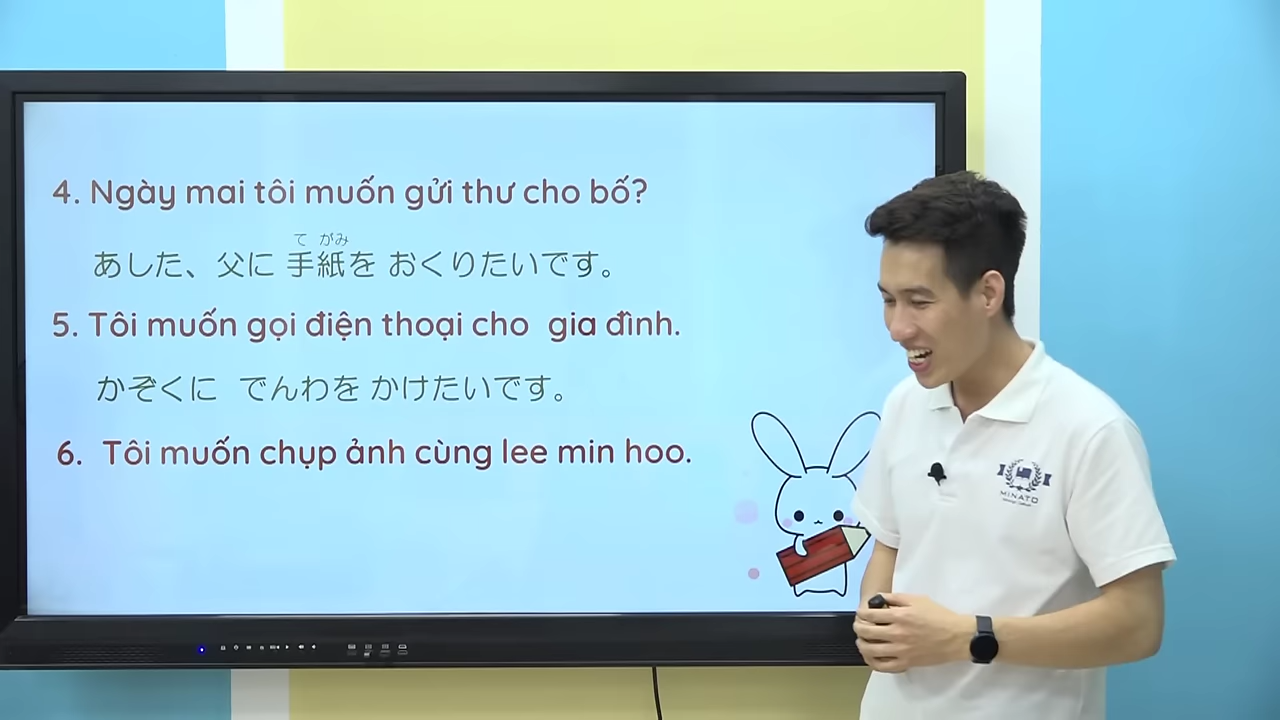 4. Ngày mai tôi muốn gửi thư cho bố?
て がみ
あした、父に 手紙を おくりたいです。
5. Tôi muốn gọi điện thoại cho gia đình.
かぞくに でんわを かけたいです。
6. Tôi muốn chụp ảnh cùng lee min hoo.
MINATO